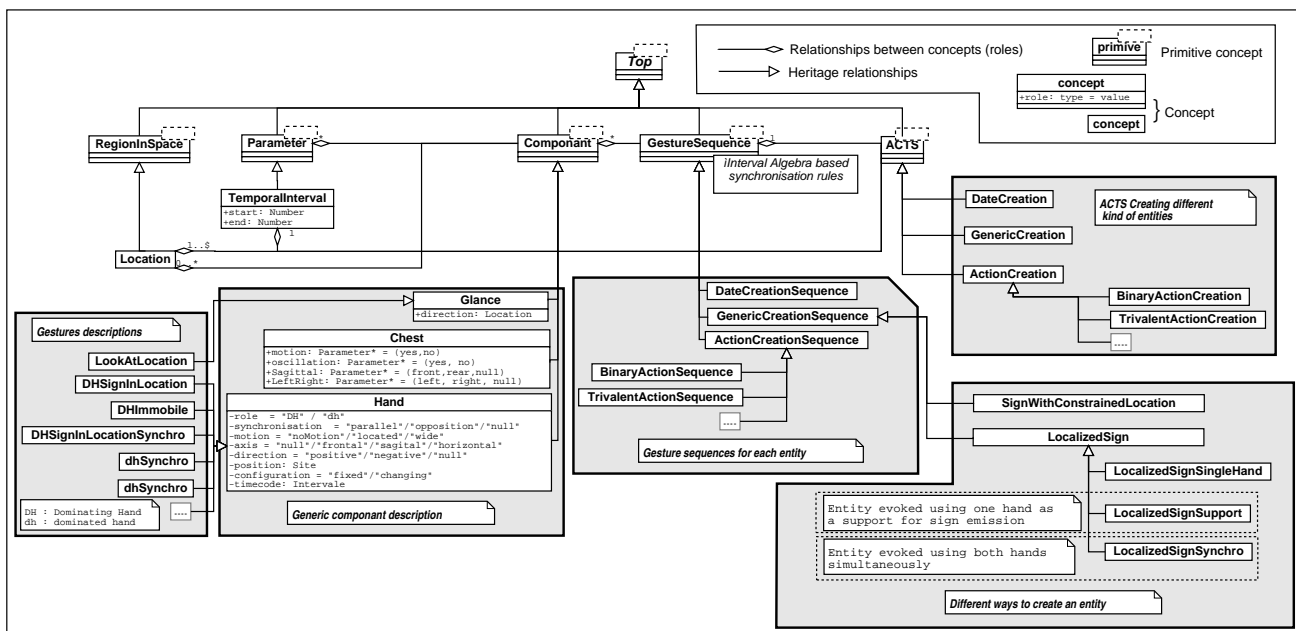 Relationships between concepts (roles)
Heritage relationships
primive
Primitive concept
concept
+role: type = value
concept
Concept
Top
RegionInSpace
Parameter
*
Componant
*
GestureSequence
1
ACTS
iInterval Algebra based
synchronisation rules
TemporalInterval
+start: Number
+end: Number
1
Location
1..$
0..*
ACTS Creating different
kind of entities
DateCreation
GenericCreation
ActionCreation
BinaryActionCreation
TrivalentActionCreation
----
Gestures descriptions
LookAtLocation
DHSignInLocation
DHImmobile
DHSignInLocationSynchro
dhSynchro
dhSynchro
----
DH : Dominating Hand
dh : dominated hand
Glance
+direction: Location
Chest
+motion: Parameter* = (yes,no)
+oscillation: Parameter* = (yes, no)
+Sagittal: Parameter* = (front,rear,null)
+LeftRight: Parameter* = (left, right, null)
Hand
-role = "DH" / "dh"
-synchronisation = "parallel"/"opposition"/"null"
-motion = "noMotion"/"located"/"wide"
-axis = "null"/"frontal"/"sagital"/"horizontal"
-direction = "positive"/"negative"/"null"
-position: Site
-configuration = "fixed"/"changing"
-timecode: Intervale
Generic componant description
DateCreationSequence
GenericCreationSequence
ActionCreationSequence
BinaryActionSequence
TrivalentActionSequence
----
Gesture sequences for each entity
SignWithConstrainedLocation
LocalizedSign
LocalizedSignSingleHand
Entity evoked using one hand as
a support for sign emission
LocalizedSignSupport
Entity evoked using both hands
simultaneously
LocalizedSignSynchro
Different ways to create an entity